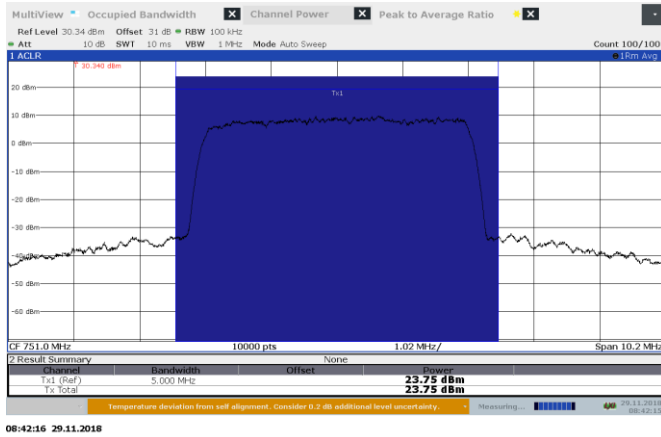 MultiView Occupied Bandwidth X Channel Power X Peak to Average Ratio X
Ref Level 30.34 dBm Offset 31 dB RBW 100 kHz
Att 10 dB SWT 10 ms VBW 1 MHz Mode Auto Sweep Count 100/100
1 ACLR 1Rm Avg
30.340 dBm
20 dBm
Tx1
10 dBm
0 dBm
-10 dBm
-20 dBm
-30 dBm
-40 dBm
-50 dBm
-60 dBm
CF 751.0 MHz 10000 pts 1.02 MHz/ Span 10.2 MHz
2 Result Summary None
Channel Bandwidth Offset Power
Tx1 (Ref) 5.000 MHz 23.75 dBm
Tx Total 23.75 dBm
Temperature deviation from self alignment. Consider 0.2 dB additional level uncertainty. Measuring... 29.11.2018
08:42:15
08:42:16 29.11.2018